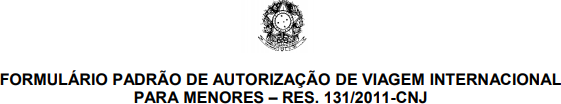 FORMULÁRIO PADRÃO DE AUTORIZAÇÃO DE VIAGEM INTERNACIONAL
PARA MENORES – RES. 131/2011-CNJ